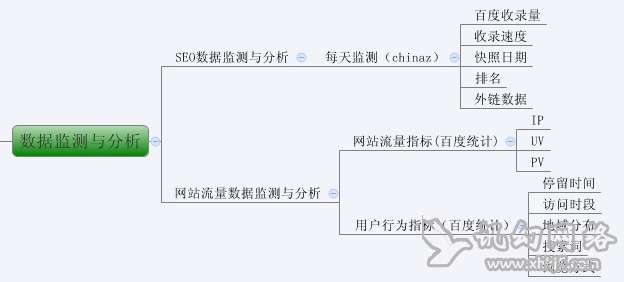 数据监测与分析
SEO数据监测与分析
每天监测（chinaz）
百度收录量
收录速度
快照日期
排名
外链数据
网站流量数据监测与分析
网站流量指标(百度统计)
IP
UV
PV
用户行为指标（百度统计）
停留时间
访问时段
地域分布
搜索词